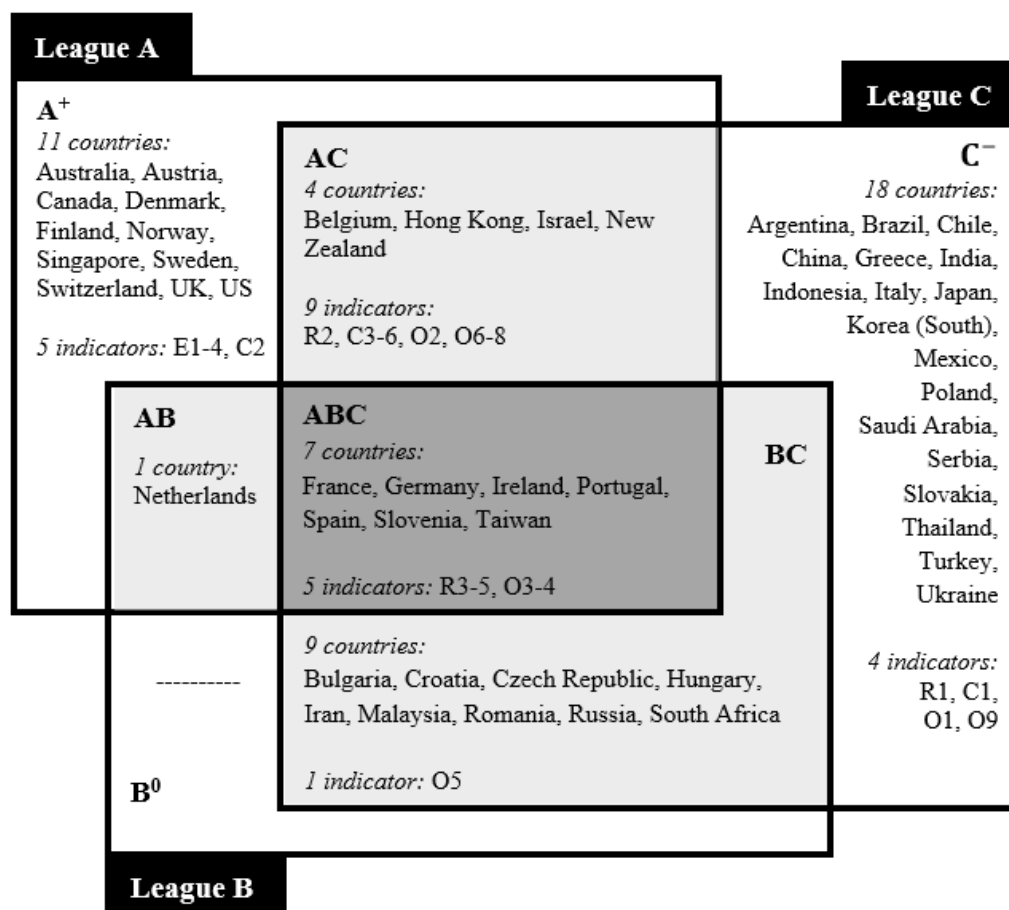 League A
League C
A⁺
11 countries:
Australia, Austria,
Canada, Denmark,
Finland, Norway,
Singapore, Sweden,
Switzerland, UK, US
5 indicators: E1-4, C2
AC
4 countries:
Belgium, Hong Kong, Israel, New
Zealand
9 indicators:
R2, C3-6, O2, O6-8
C⁻
18 countries:
Argentina, Brazil, Chile,
China, Greece, India,
Indonesia, Italy, Japan,
Korea (South),
Mexico,
Poland,
Saudi Arabia,
Serbia,
Slovakia,
Thailand,
Turkey,
Ukraine
4 indicators:
R1, C1,
O1, O9
AB
1 country:
Netherlands
ABC
7 countries:
France, Germany, Ireland, Portugal,
Spain, Slovenia, Taiwan
5 indicators: R3-5, O3-4
BC
9 countries:
Bulgaria, Croatia, Czech Republic, Hungary,
Iran, Malaysia, Romania, Russia, South Africa
1 indicator: O5
----------
B⁰
League B